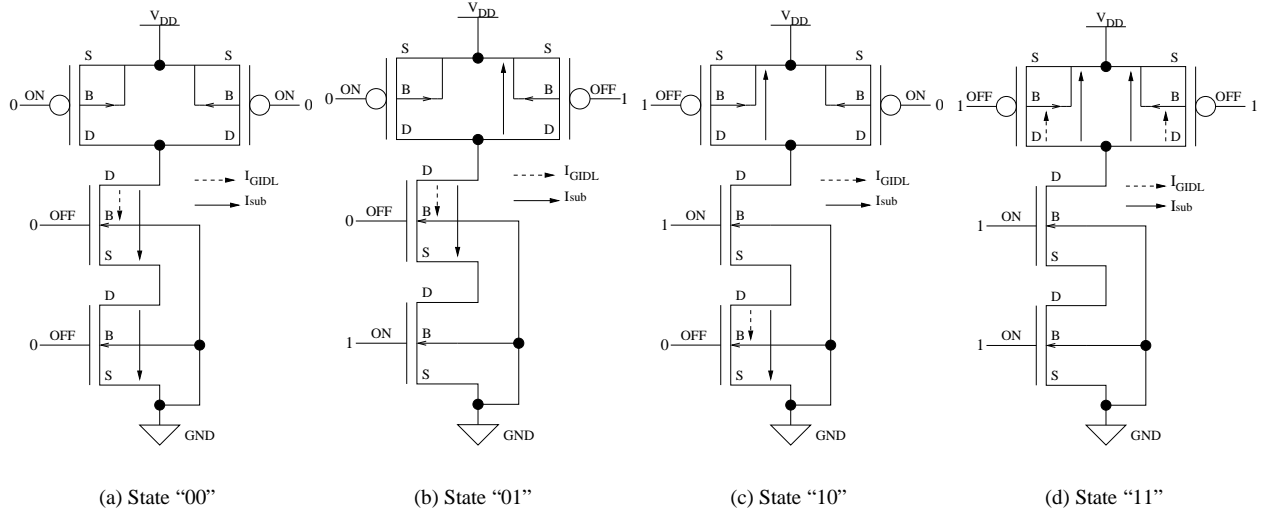 V_DD
S S
0 ON B B ON 0
D D
D
I_GIDL
Isub
0 OFF B
S
D
0 OFF B
S
GND
(a) State “00”
V_DD
S S
0 ON B B OFF 1
D D
D
I_GIDL
Isub
0 OFF B
S
D
1 ON B
S
GND
(b) State “01”
V_DD
S S
1 OFF B B ON 0
D D
D
I_GIDL
Isub
1 ON B
S
D
0 OFF B
S
GND
(c) State “10”
V_DD
S S
1 OFF B B OFF 1
D D
D
I_GIDL
Isub
1 ON B
S
D
1 ON B
S
GND
(d) State “11”